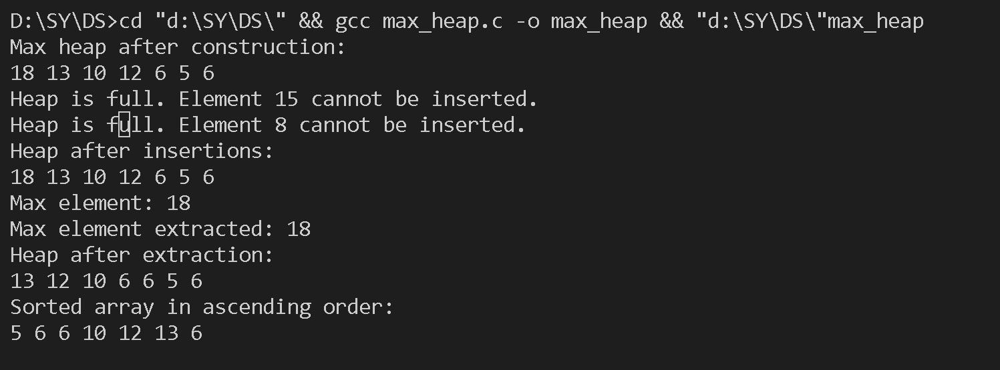 D:\SY\DS>cd "d:\SY\DS\" && gcc max_heap.c -o max_heap && "d:\SY\DS\"max_heap
Max heap after construction:
18 13 10 12 6 5 6
Heap is full. Element 15 cannot be inserted.
Heap is full. Element 8 cannot be inserted.
Heap after insertions:
18 13 10 12 6 5 6
Max element: 18
Max element extracted: 18
Heap after extraction:
13 12 10 6 6 5 6
Sorted array in ascending order:
5 6 6 10 12 13 6